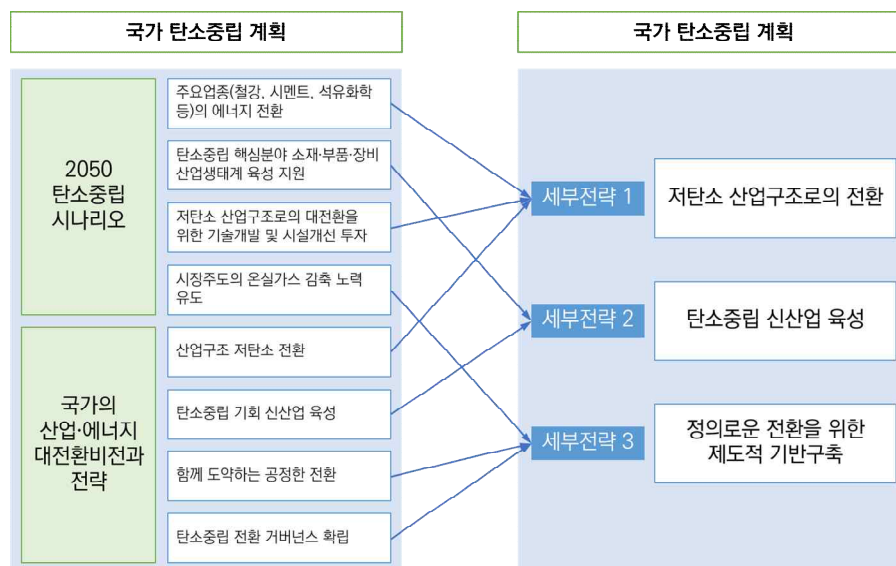 국가 탄소중립 계획
국가 탄소중립 계획
2050
탄소중립
시나리오
주요업종(철강, 시멘트, 석유화학
등)의 에너지 전환
탄소중립 핵심분야 소재·부품·장비
산업생태계 육성 지원
저탄소 산업구조로의 대전환을
위한 기술개발 및 시설개선 투자
시장주도의 온실가스 감축 노력
유도
국가의
산업·에너지
대전환비전과
전략
산업구조 저탄소 전환
탄소중립 기회 신산업 육성
함께 도약하는 공정한 전환
탄소중립 전환 거버넌스 확립
세부전략 1
저탄소 산업구조로의 전환
세부전략 2
탄소중립 신산업 육성
세부전략 3
정의로운 전환을 위한
제도적 기반구축